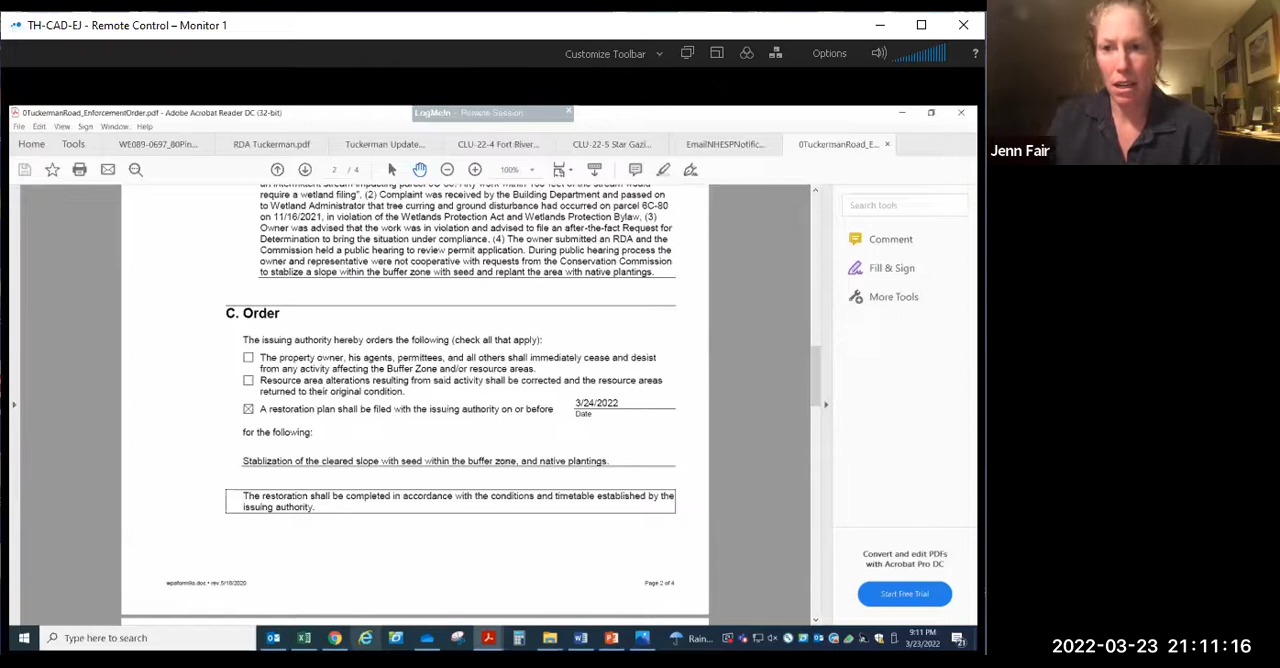 TH-CAD-EJ - Remote Control – Monitor 1
Customize Toolbar
Options
?
0TuckermanRoad_EnforcementOrder.pdf - Adobe Acrobat Reader DC (32-bit)
LogMeIn - Remote Session
File Edit View Sign Window Help
Home Tools WE089-0697_80Pin... RDA Tuckerman.pdf Tuckerman Update... CLU-22-4 Fort River... CLU-22-5 Star Gazi... EmailNHESPNotific... 0TuckermanRoad_E...
2 / 4 100%
require a wetland filing", (2) Complaint was received by the Building Department and passed on
to Wetland Administrator that tree curring and ground disturbance had occurred on parcel 6C-80
on 11/16/2021, in violation of the Wetlands Protection Act and Wetlands Protection Bylaw, (3)
Owner was advised that the work was in violation and advised to file an after-the-fact Request for
Determination to bring the situation under compliance, (4) The owner submitted an RDA and the
Commission held a public hearing to review permit application. During public hearing process the
owner and representative were not cooperative with requests from the Conservation Commission
to stablize a slope within the buffer zone with seed and replant the area with native plantings.
C. Order
The issuing authority hereby orders the following (check all that apply):
The property owner, his agents, permittees, and all others shall immediately cease and desist
from any activity affecting the Buffer Zone and/or resource areas.
Resource area alterations resulting from said activity shall be corrected and the resource areas
returned to their original condition.
A restoration plan shall be filed with the issuing authority on or before 3/24/2022
Date
for the following:
Stablization of the cleared slope with seed within the buffer zone, and native plantings.
The restoration shall be completed in accordance with the conditions and timetable established by the
issuing authority.
wpaform9a.doc • rev. 5/18/2020 Page 2 of 4
Search tools
Comment
Fill & Sign
More Tools
Convert and edit PDFs
with Acrobat Pro DC
Start Free Trial
Type here to search
Rain...
9:11 PM
3/23/2022
Jenn Fair
2022-03-23 21:11:16